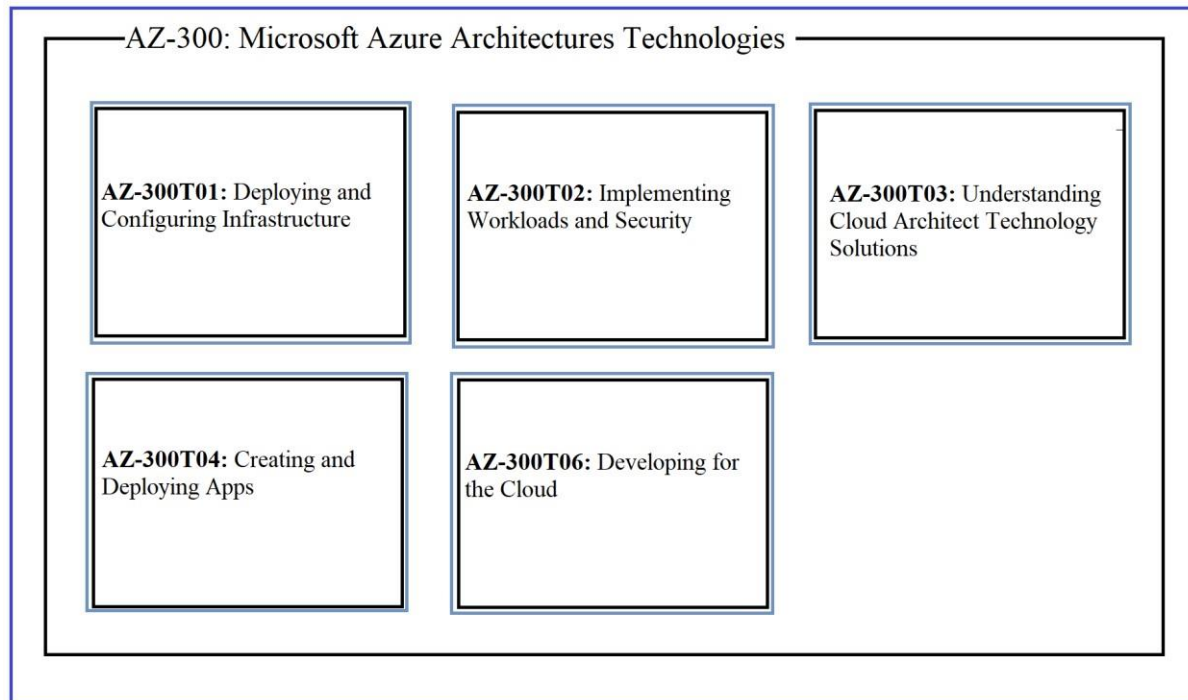 AZ-300: Microsoft Azure Architectures Technologies
AZ-300T01: Deploying and
Configuring Infrastructure
AZ-300T02: Implementing
Workloads and Security
AZ-300T03: Understanding
Cloud Architect Technology
Solutions
AZ-300T04: Creating and
Deploying Apps
AZ-300T06: Developing for
the Cloud